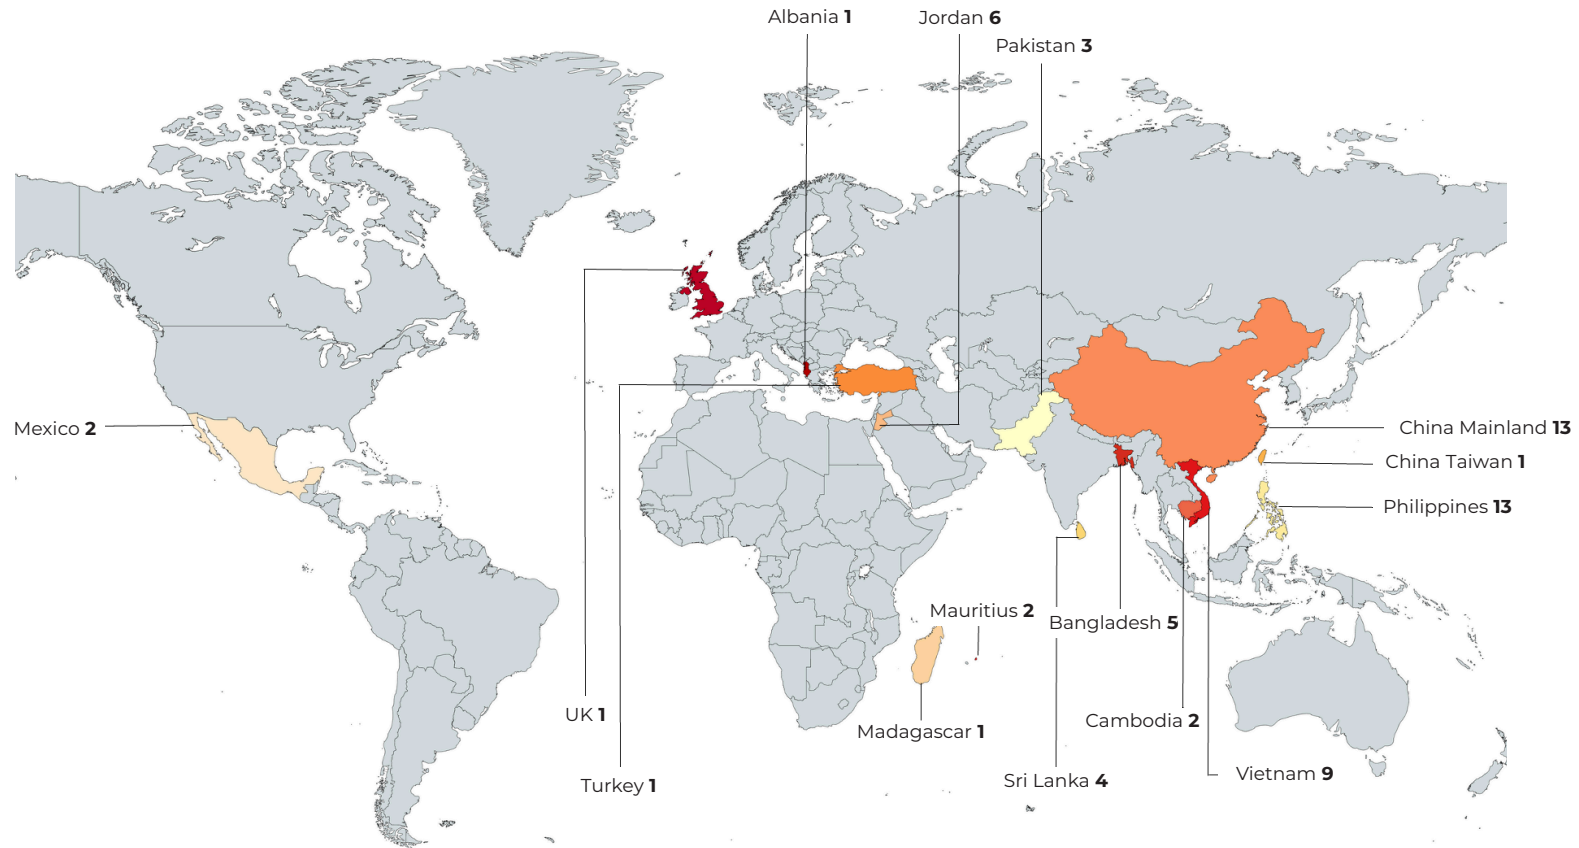 Albania 1
Jordan 6
Pakistan 3
Mexico 2
China Mainland 13
China Taiwan 1
Philippines 13
Mauritius 2
Bangladesh 5
UK 1
Cambodia 2
Madagascar 1
Vietnam 9
Sri Lanka 4
Turkey 1